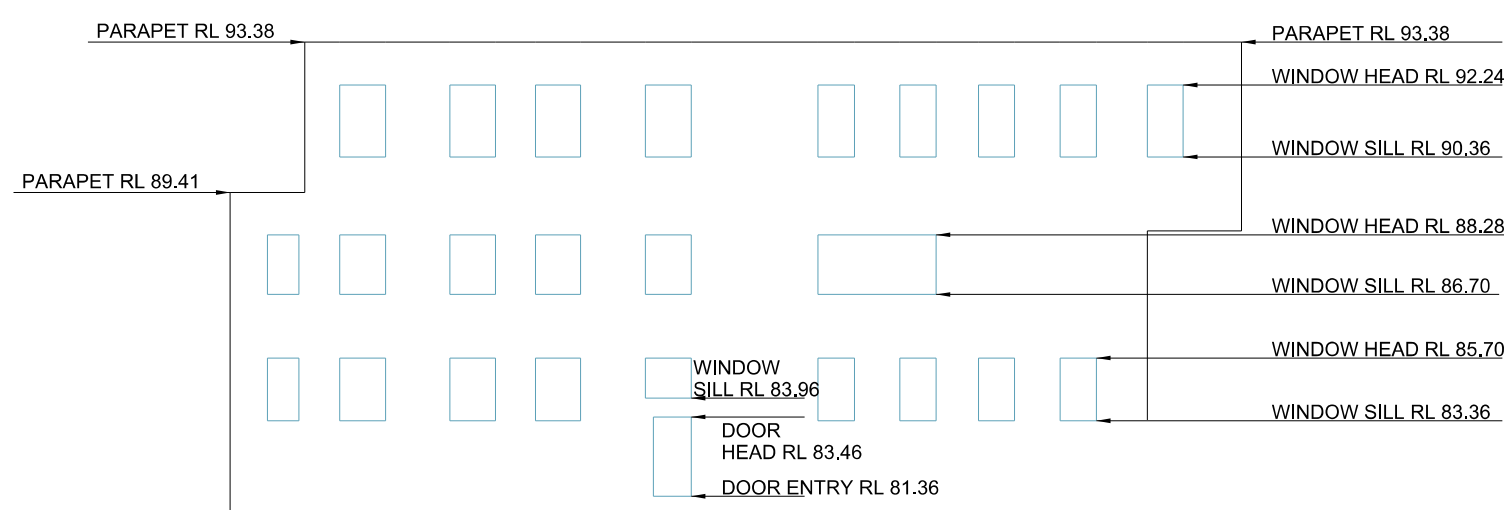 PARAPET RL 93.38
PARAPET RL 93.38
WINDOW HEAD RL 92.24
WINDOW SILL RL 90.36
PARAPET RL 89.41
WINDOW HEAD RL 88.28
WINDOW SILL RL 86.70
WINDOW HEAD RL 85.70
WINDOW
SILL RL 83.96
WINDOW SILL RL 83.36
DOOR
HEAD RL 83.46
DOOR ENTRY RL 81.36